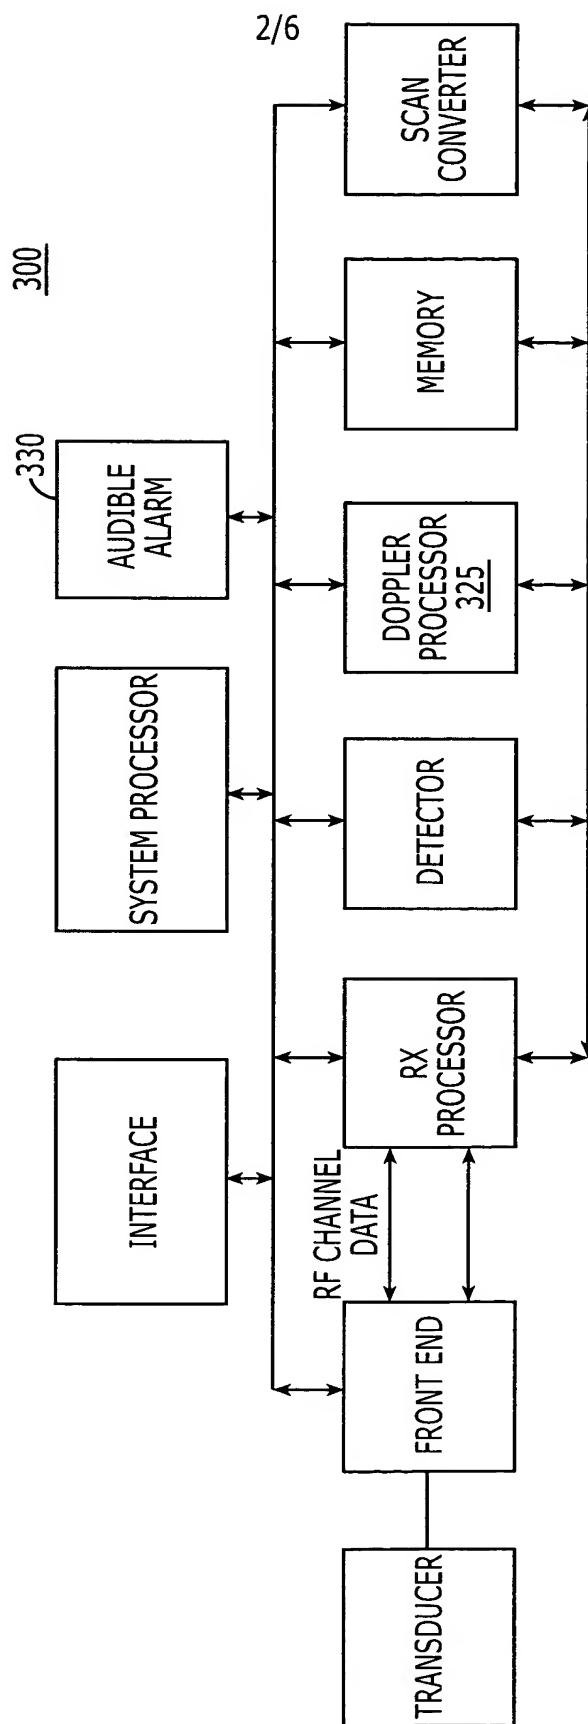 2/6
300
330
INTERFACE
SYSTEM PROCESSOR
AUDIBLE
ALARM
RF CHANNEL
DATA
TRANSDUCER
FRONT END
RX
PROCESSOR
DETECTOR
DOPPLER
PROCESSOR
325
MEMORY
SCAN
CONVERTER